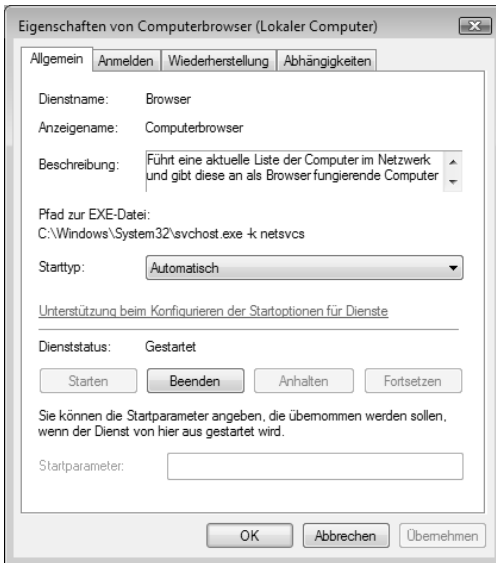 Eigenschaften von Computerbrowser (Lokaler Computer)
Allgemein Anmelden Wiederherstellung Abhängigkeiten
Dienstname: Browser
Anzeigename: Computerbrowser
Beschreibung: Führt eine aktuelle Liste der Computer im Netzwerk
und gibt diese an als Browser fungierende Computer
Pfad zur EXE-Datei:
C:\Windows\System32\svchost.exe -k netsvcs
Starttyp: Automatisch
Unterstützung beim Konfigurieren der Startoptionen für Dienste
Dienststatus: Gestartet
Starten Beenden Anhalten Fortsetzen
Sie können die Startparameter angeben, die übernommen werden sollen,
wenn der Dienst von hier aus gestartet wird.
Startparameter:
OK Abbrechen Übernehmen